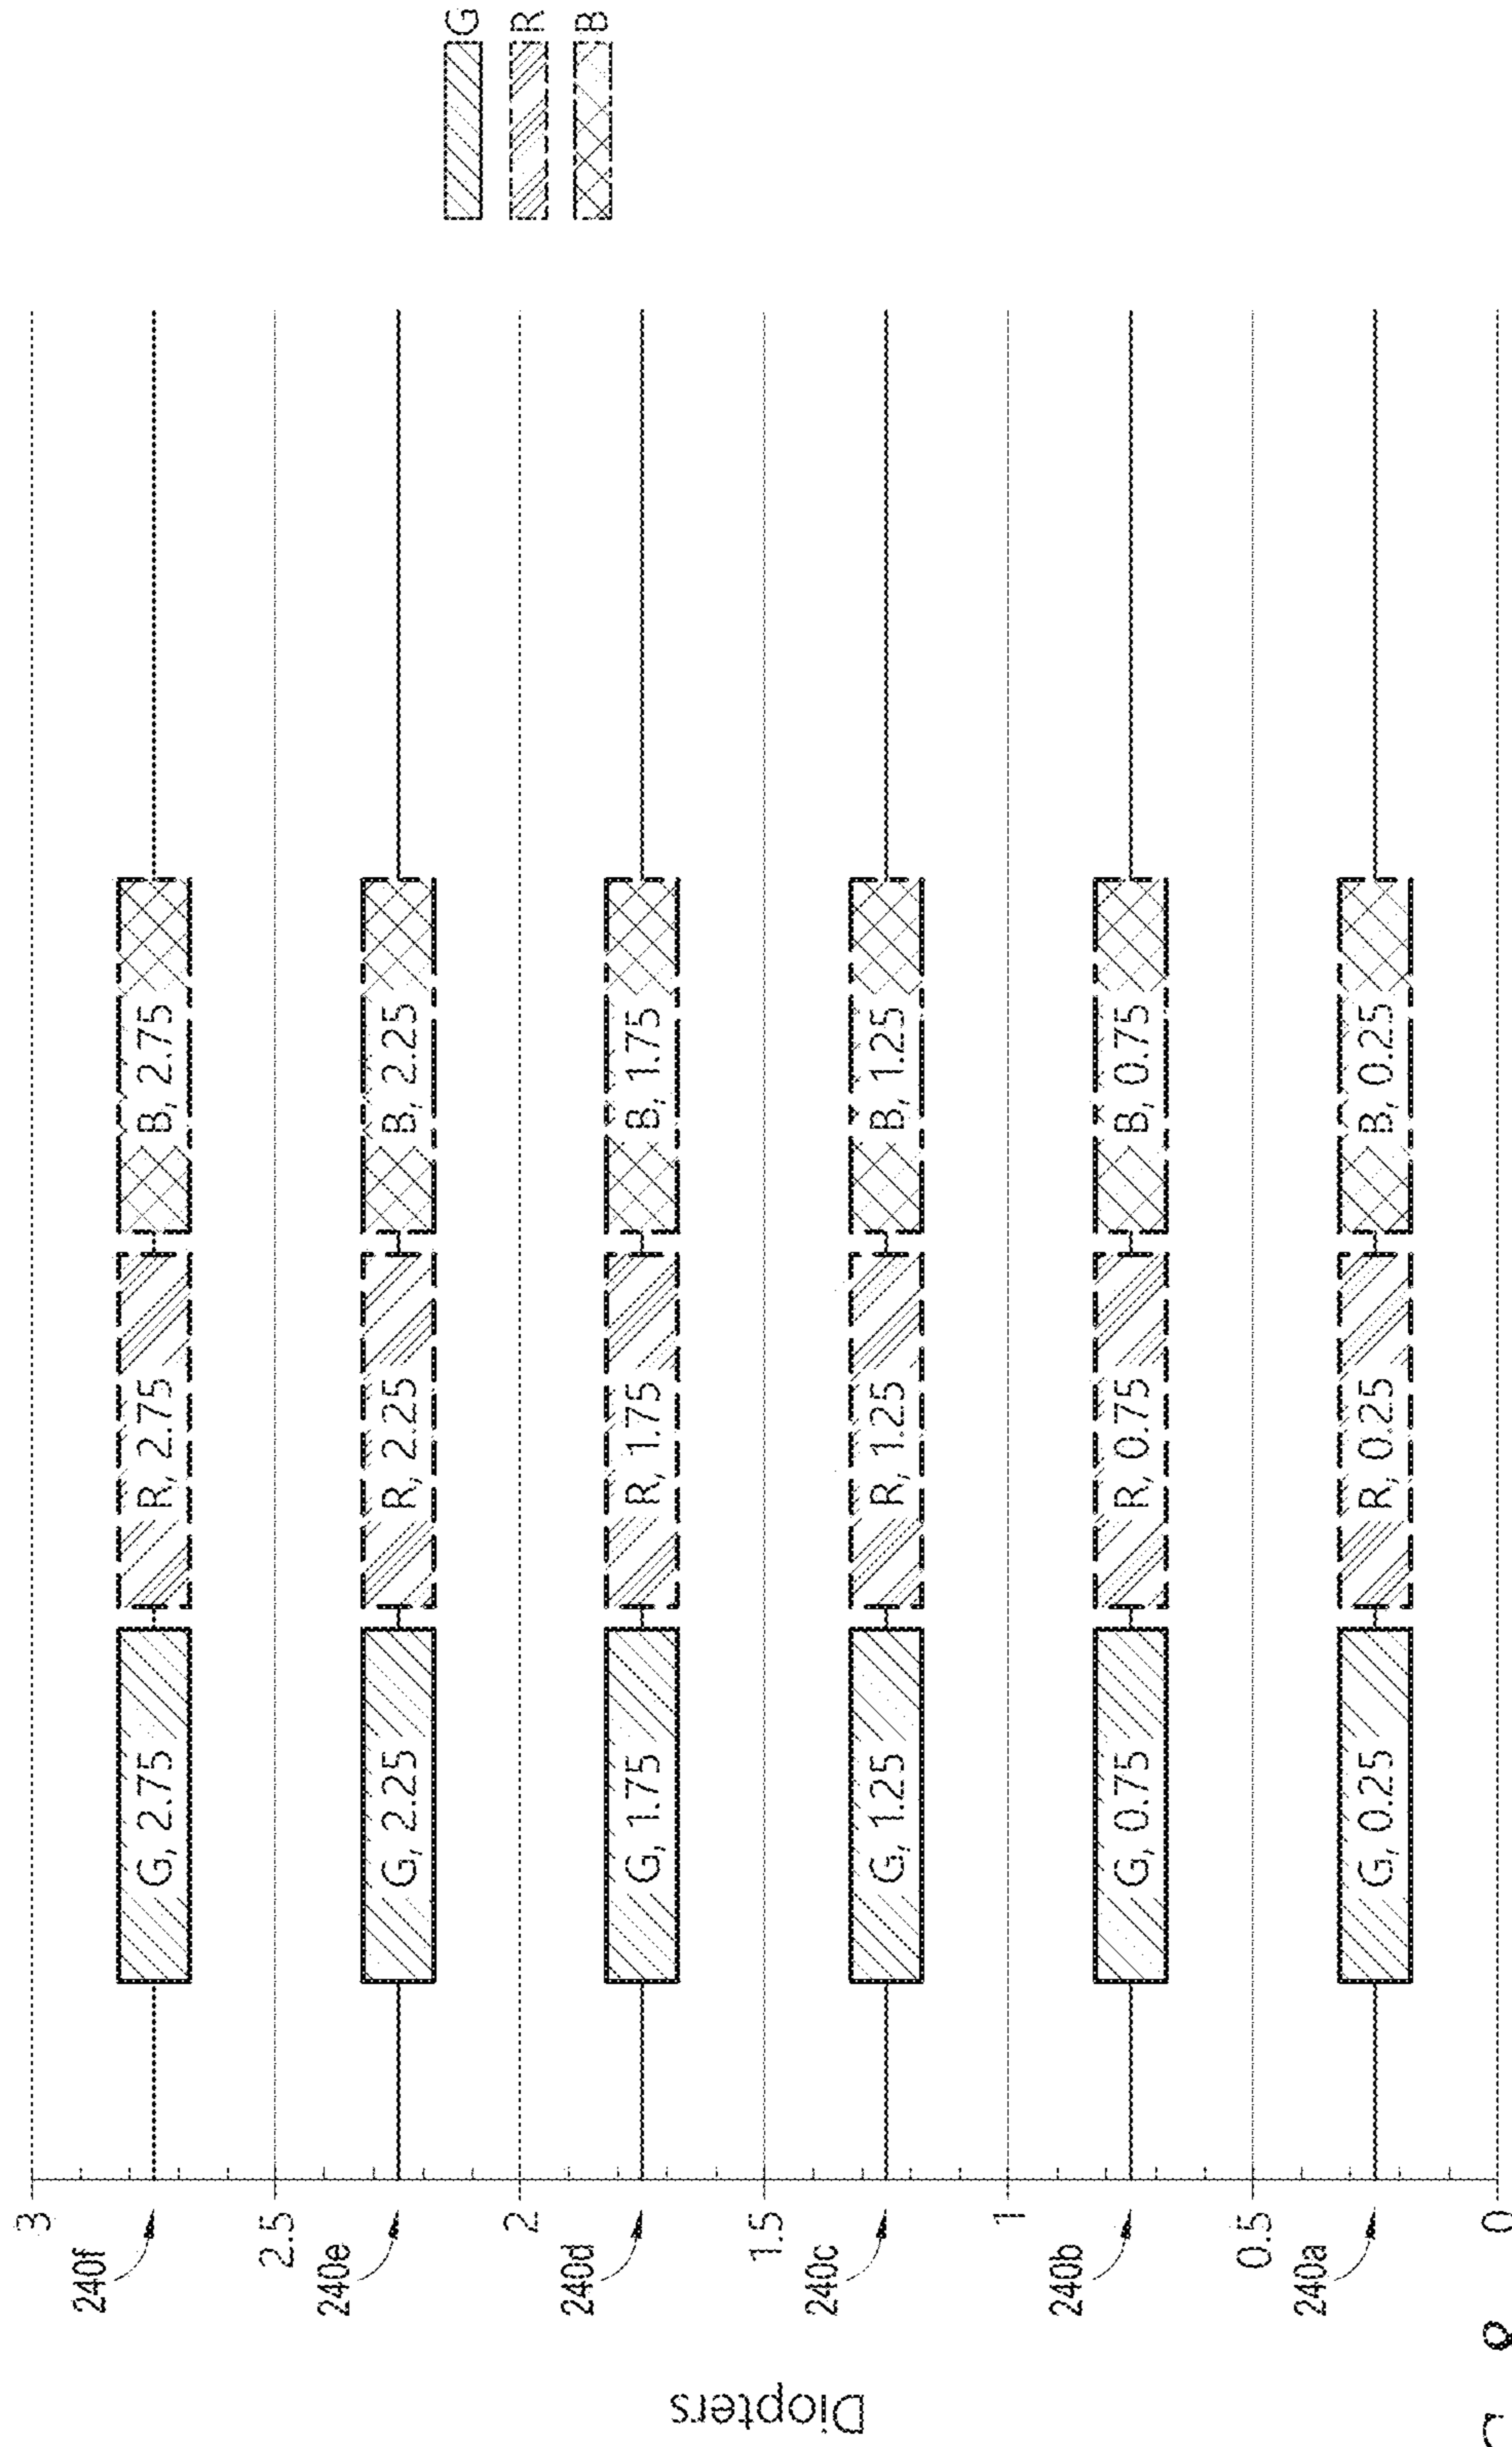 3
240f
G, 2.75
R, 2.75
B, 2.75
2.5
240e
G, 2.25
R, 2.25
B, 2.25
2
240d
G, 1.75
R, 1.75
B, 1.75
1.5
240c
G, 1.25
R, 1.25
B, 1.25
1
240b
G, 0.75
R, 0.75
B, 0.75
0.5
240a
G, 0.25
R, 0.25
B, 0.25
0
Diopters
G
R
B